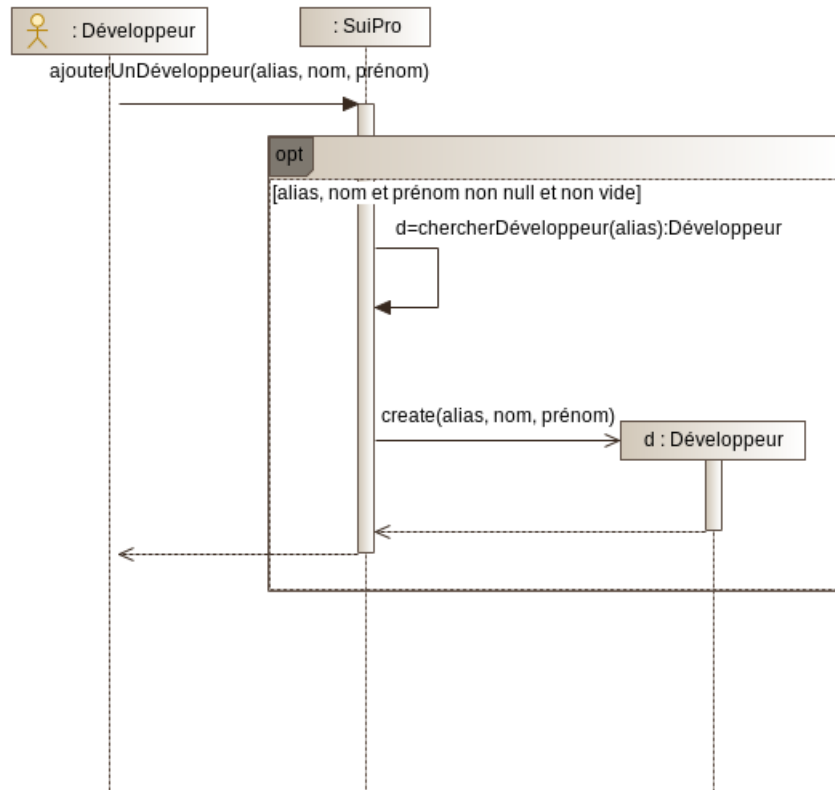 : Développeur
: SuiPro
ajouterUnDéveloppeur(alias, nom, prénom)
opt
[alias, nom et prénom non null et non vide]
d=chercherDéveloppeur(alias):Développeur
create(alias, nom, prénom)
d : Développeur